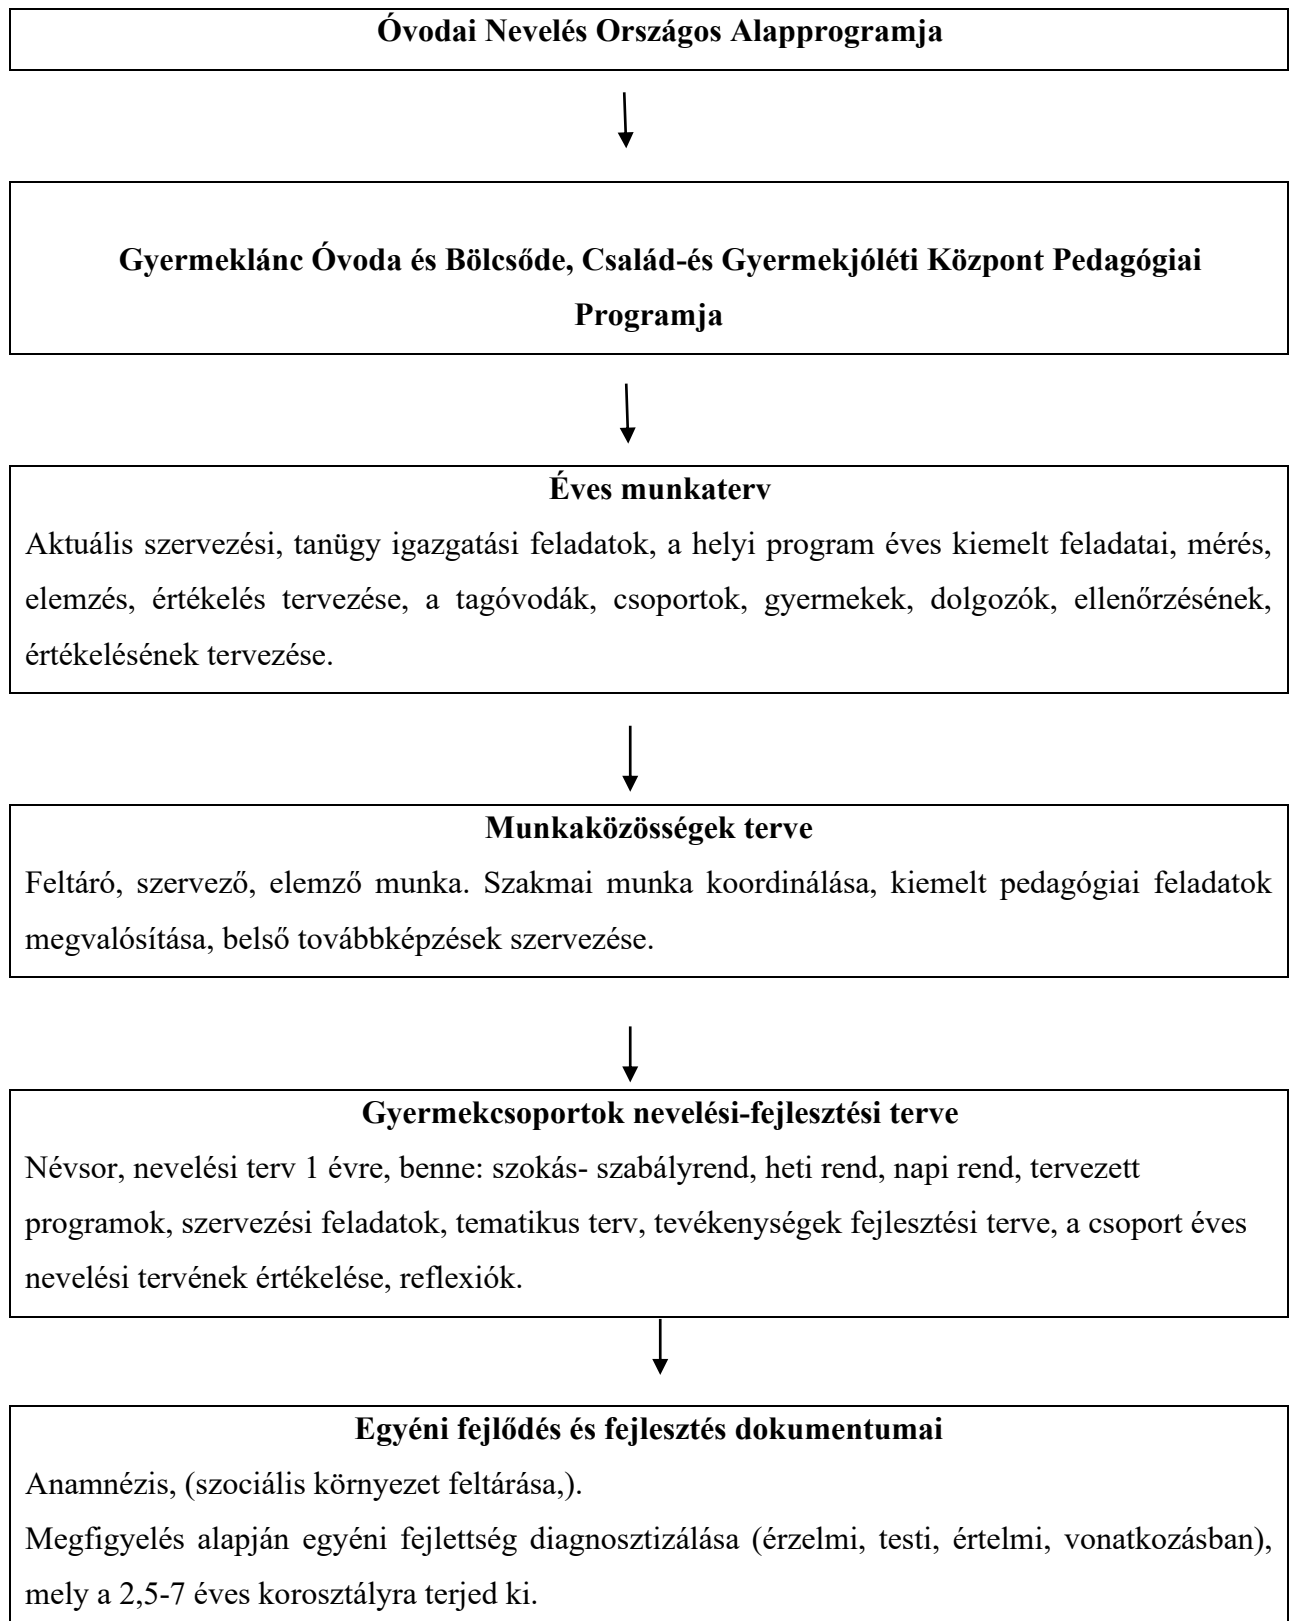 Óvodai Nevelés Országos Alapprogramja
Gyermeklánc Óvoda és Bölcsőde, Család-és Gyermekjóléti Központ Pedagógiai
Programja
Éves munkaterv
Aktuális szervezési, tanügy igazgatási feladatok, a helyi program éves kiemelt feladatai, mérés,
elemzés, értékelés tervezése, a tagóvodák, csoportok, gyermekek, dolgozók, ellenőrzésének,
értékelésének tervezése.
Munkaközösségek terve
Feltáró, szervező, elemző munka. Szakmai munka koordinálása, kiemelt pedagógiai feladatok
megvalósítása, belső továbbképzések szervezése.
Gyermekcsoportok nevelési-fejlesztési terve
Névsor, nevelési terv 1 évre, benne: szokás- szabályrend, heti rend, napi rend, tervezett
programok, szervezési feladatok, tematikus terv, tevékenységek fejlesztési terve, a csoport éves
nevelési tervének értékelése, reflexiók.
Egyéni fejlődés és fejlesztés dokumentumai
Anamnézis, (szociális környezet feltárása,).
Megfigyelés alapján egyéni fejlettség diagnosztizálása (érzelmi, testi, értelmi, vonatkozásban),
mely a 2,5-7 éves korosztályra terjed ki.